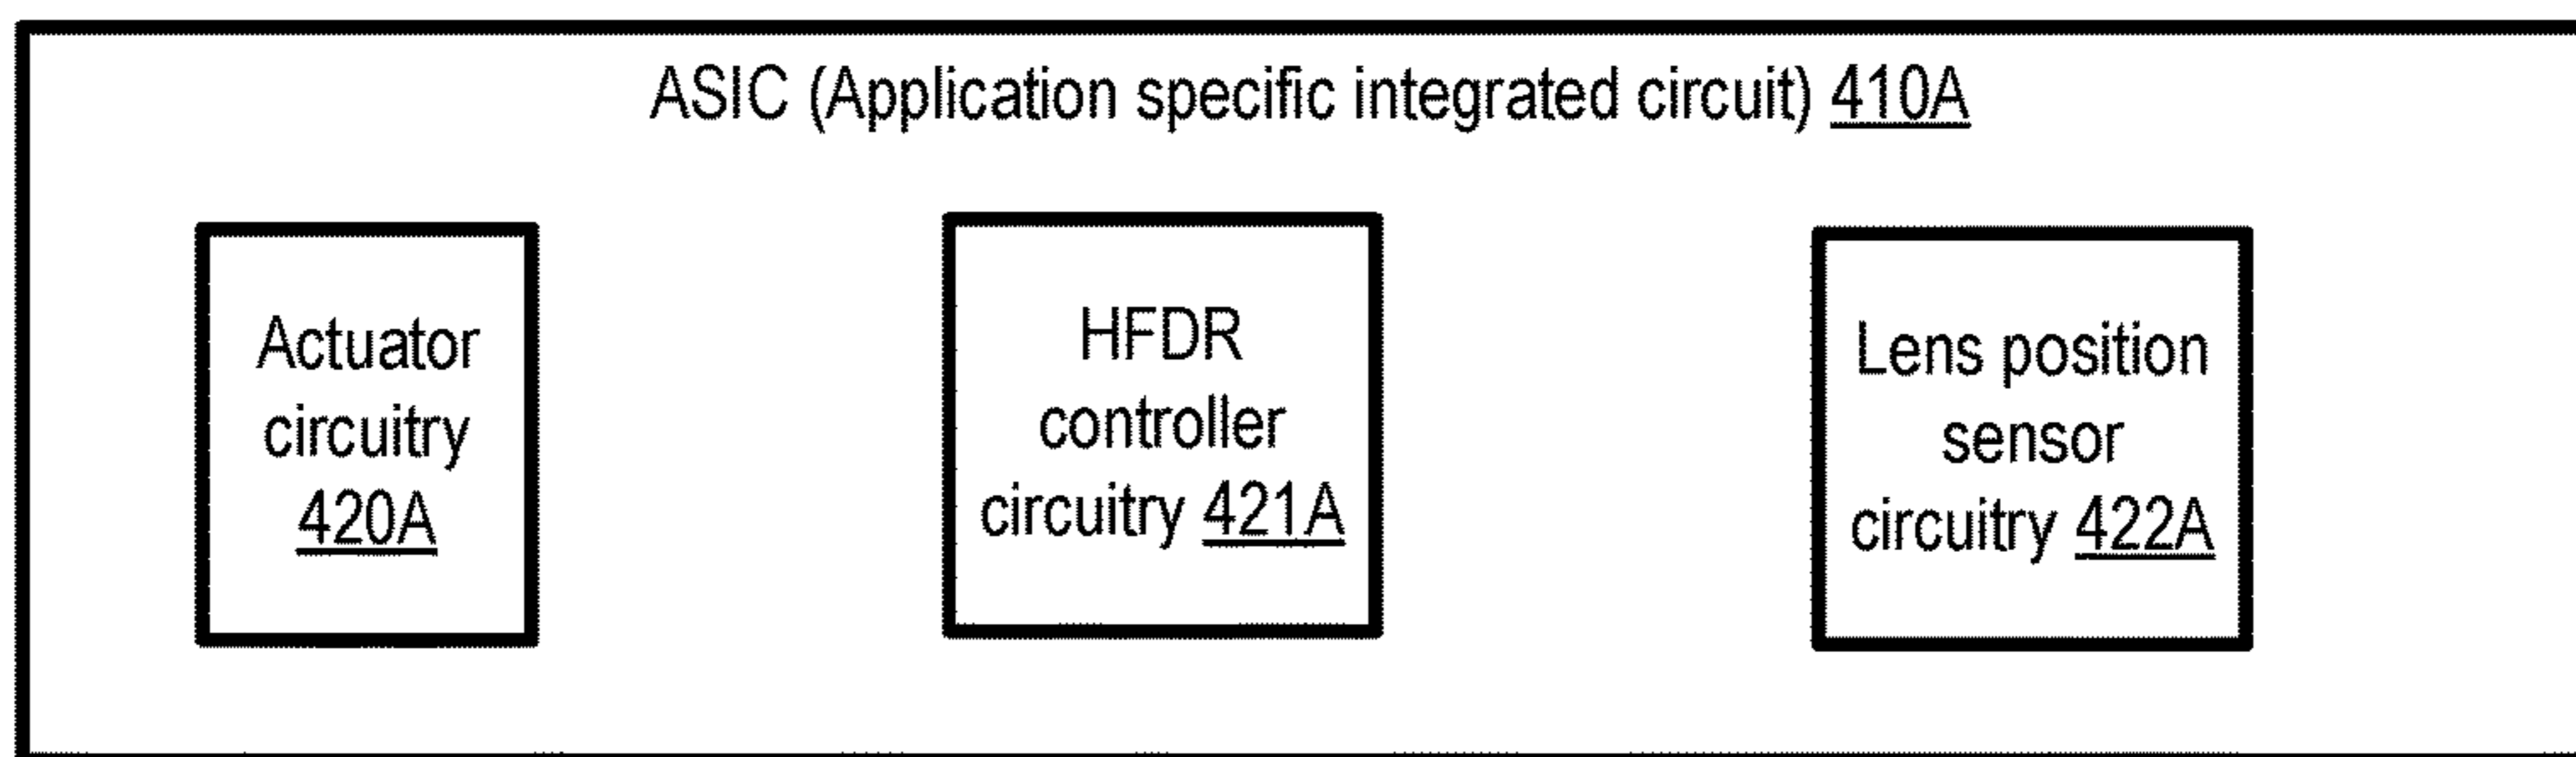 ASIC (Application specific integrated circuit) 410A
Actuator
circuitry
420A
HFDR
controller
circuitry 421A
Lens position
sensor
circuitry 422A